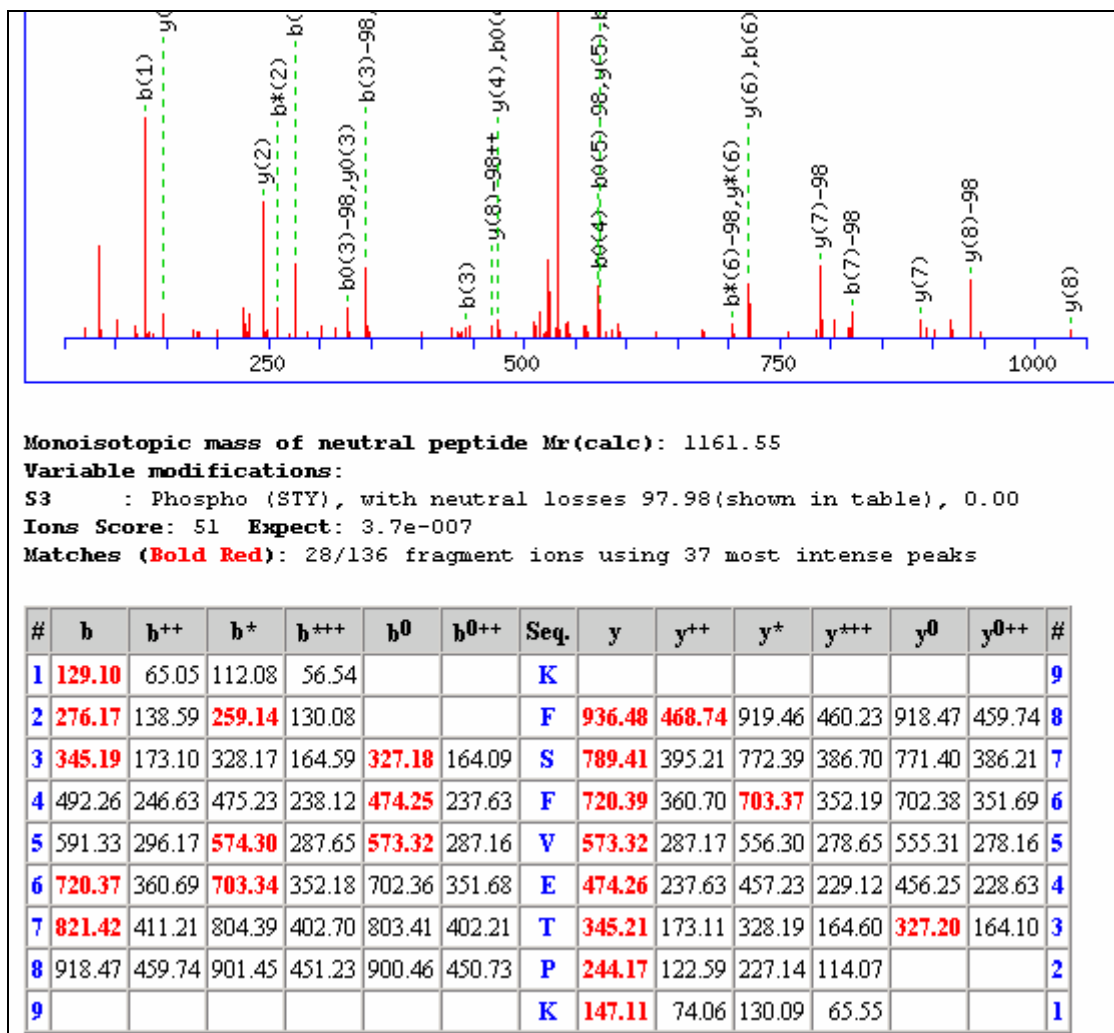 b(1)
y(
y(2)
b*(2)
b(
b0(3)-98,y0(3)
b(3)-98,
b(3)
y(8)-98++
y(4),b0(
b0(4)
b0(5)-98,y(5),b
b*(6)-98,y*(6)
y(6),b(6)
y(7)-98
b(7)-98
y(7)
y(8)-98
y(8)
250 500 750 1000
Monoisotopic mass of neutral peptide Mr(calc): 1161.55
Variable modifications:
S3 : Phospho (STY), with neutral losses 97.98(shown in table), 0.00
Ions Score: 51 Expect: 3.7e-007
Matches (Bold Red): 28/136 fragment ions using 37 most intense peaks
# b b++ b* b*++ b0 b0++ Seq. y y++ y* y*++ y0 y0++ #
1 129.10 65.05 112.08 56.54 K 9
2 276.17 138.59 259.14 130.08 F 936.48 468.74 919.46 460.23 918.47 459.74 8
3 345.19 173.10 328.17 164.59 327.18 164.09 S 789.41 395.21 772.39 386.70 771.40 386.21 7
4 492.26 246.63 475.23 238.12 474.25 237.63 F 720.39 360.70 703.37 352.19 702.38 351.69 6
5 591.33 296.17 574.30 287.65 573.32 287.16 V 573.32 287.17 556.30 278.65 555.31 278.16 5
6 720.37 360.69 703.34 352.18 702.36 351.68 E 474.26 237.63 457.23 229.12 456.25 228.63 4
7 821.42 411.21 804.39 402.70 803.41 402.21 T 345.21 173.11 328.19 164.60 327.20 164.10 3
8 918.47 459.74 901.45 451.23 900.46 450.73 P 244.17 122.59 227.14 114.07 2
9 K 147.11 74.06 130.09 65.55 1